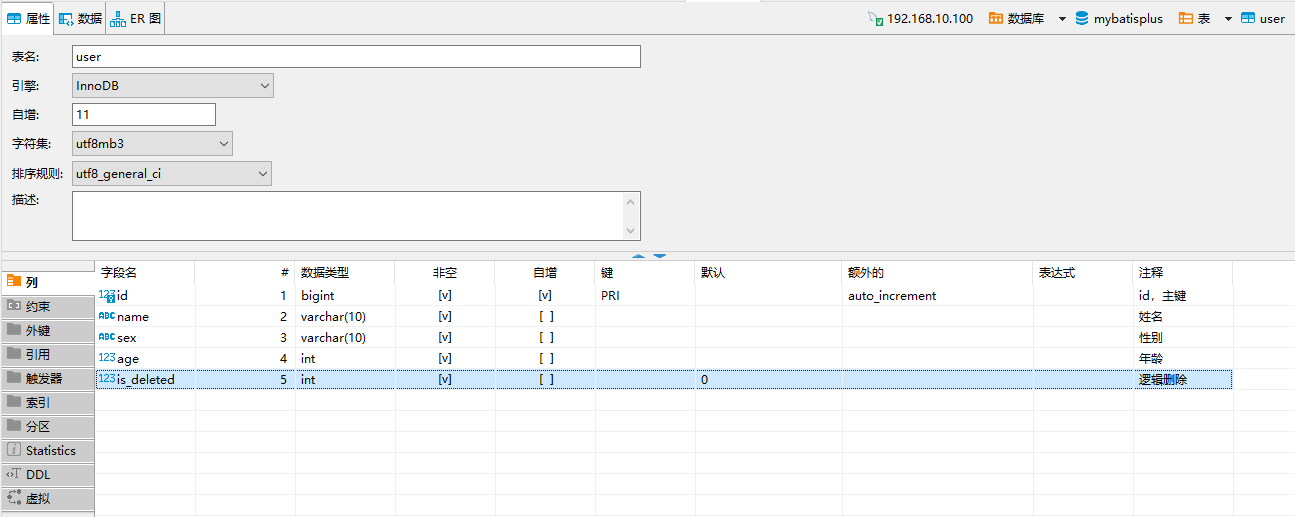 属性 数据 ER 图 192.168.10.100 数据库 mybatisplus 表 user
表名: user
引擎: InnoDB
自增: 11
字符集: utf8mb3
排序规则: utf8_general_ci
描述:
字段名 # 数据类型 非空 自增 键 默认 额外的 表达式 注释
123 id 1 bigint [v] [v] PRI auto_increment id，主键
ABC name 2 varchar(10) [v] [ ] 姓名
ABC sex 3 varchar(10) [v] [ ] 性别
123 age 4 int [v] [ ] 年龄
123 is_deleted 5 int [v] [ ] 0 逻辑删除
列
约束
外键
引用
触发器
索引
分区
Statistics
DDL
虚拟